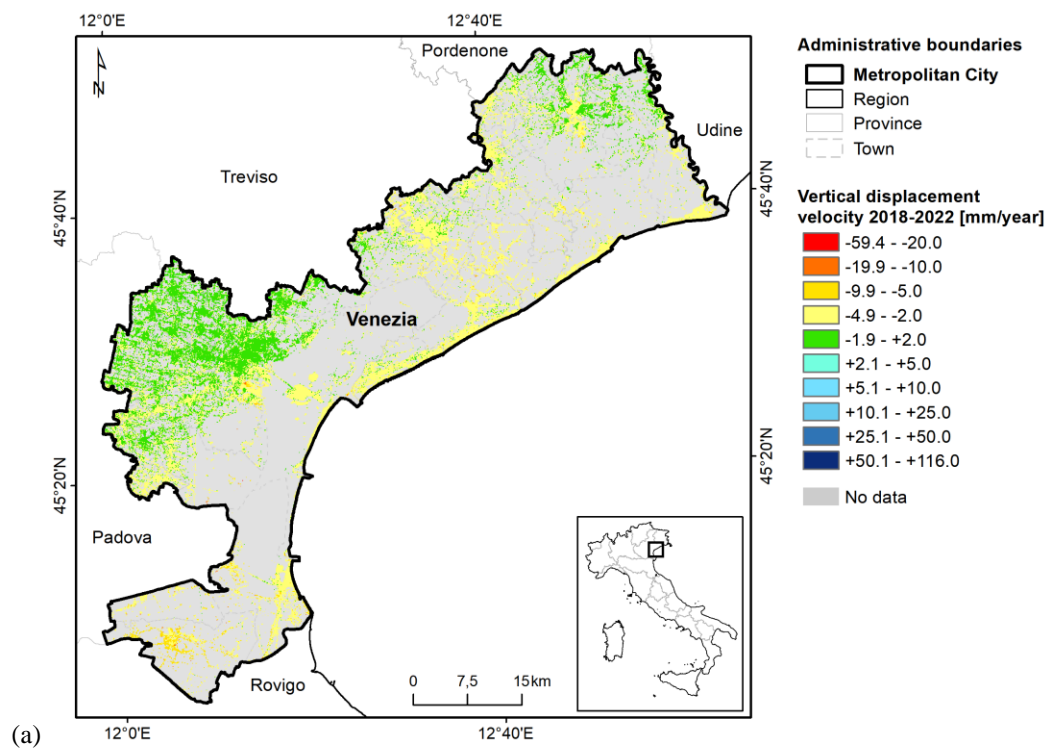 12°0'E
12°40'E
Pordenone
N
Udine
Treviso
45°40'N
45°40'N
Venezia
45°20'N
45°20'N
Padova
Rovigo
0 7,5 15 km
(a)
12°0'E
12°40'E
Administrative boundaries
Metropolitan City
Region
Province
Town
Vertical displacement
velocity 2018-2022 [mm/year]
-59.4 - -20.0
-19.9 - -10.0
-9.9 - -5.0
-4.9 - -2.0
-1.9 - +2.0
+2.1 - +5.0
+5.1 - +10.0
+10.1 - +25.0
+25.1 - +50.0
+50.1 - +116.0
No data